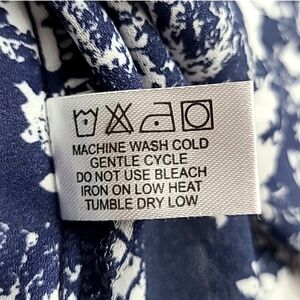 MACHINE WASH COLD
GENTLE CYCLE
DO NOT USE BLEACH
IRON ON LOW HEAT
TUMBLE DRY LOW